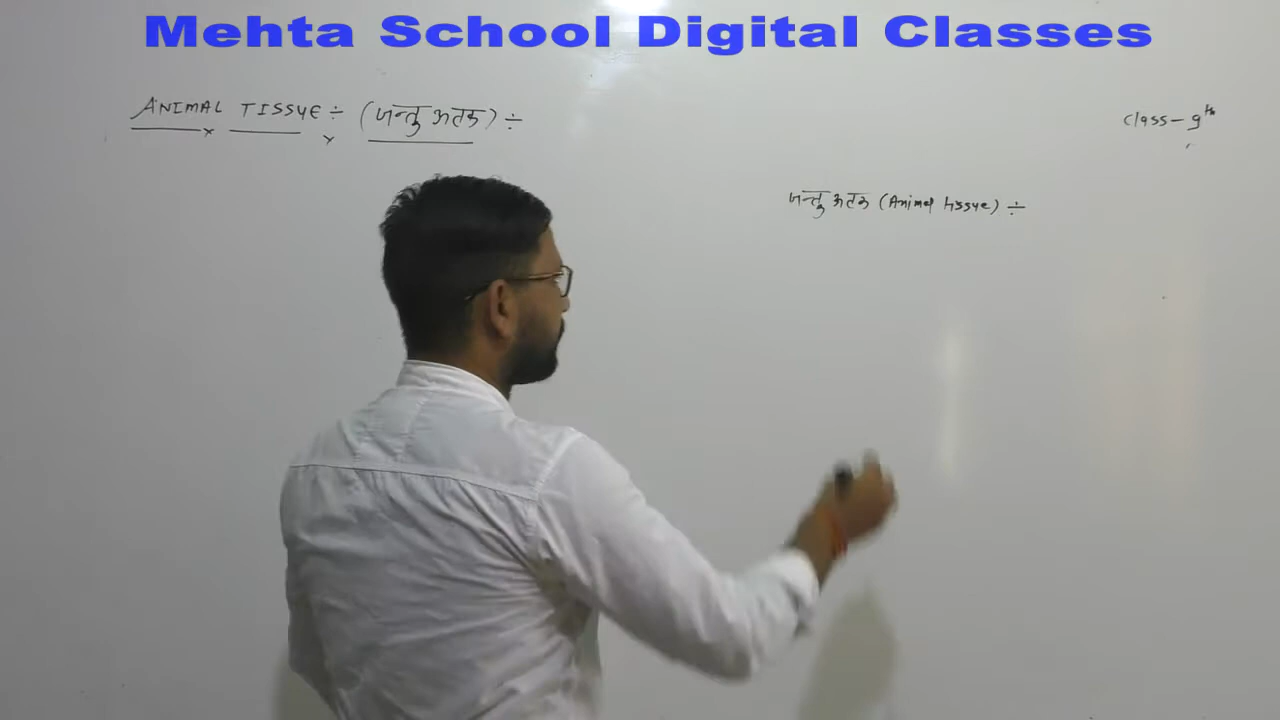 Mehta School Digital Classes
ANIMAL TISSUE ÷ (जन्तु ऊतक) ÷
Class - 9th
जन्तु ऊतक (Animal tissue) ÷